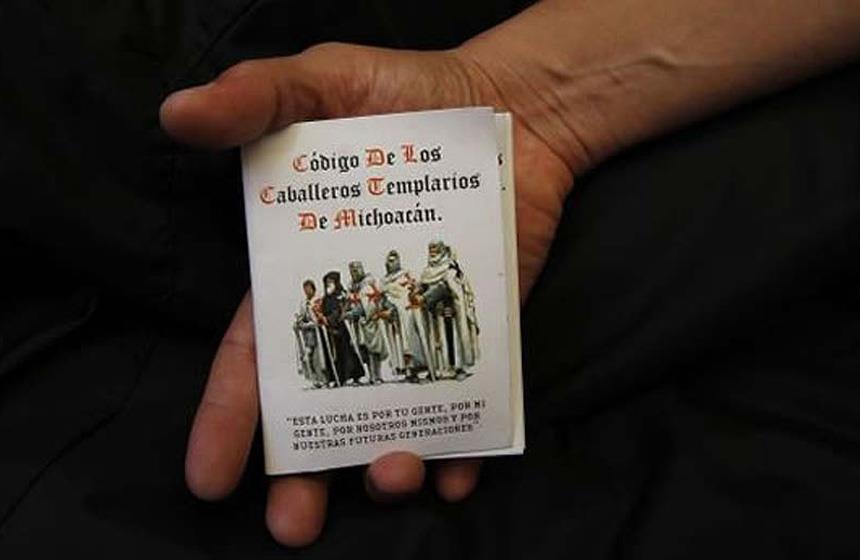 Código De Los
Caballeros Templarios
De Michoacán.
"ESTA LUCHA ES POR TU GENTE, POR MI
GENTE, POR NOSOTROS MISMOS Y POR
NUESTRAS FUTURAS GENERACIONES".